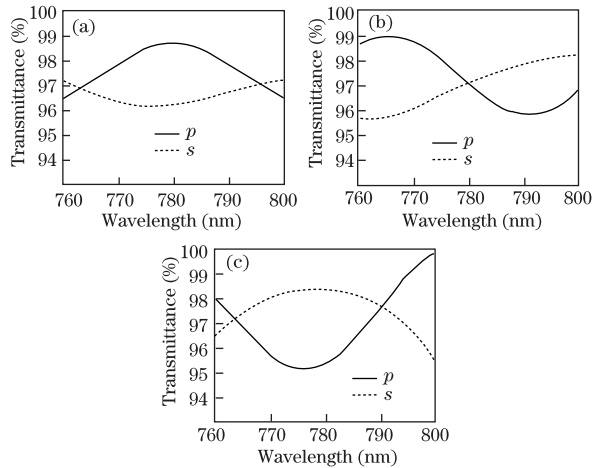 (a)
Transmittance (%)
100
99
98
97
96
95
94
p
s
760 770 780 790 800
Wavelength (nm)
(b)
Transmittance (%)
100
99
98
97
96
95
94
p
s
760 770 780 790 800
Wavelength (nm)
(c)
Transmittance (%)
100
99
98
97
96
95
94
p
s
760 770 780 790 800
Wavelength (nm)